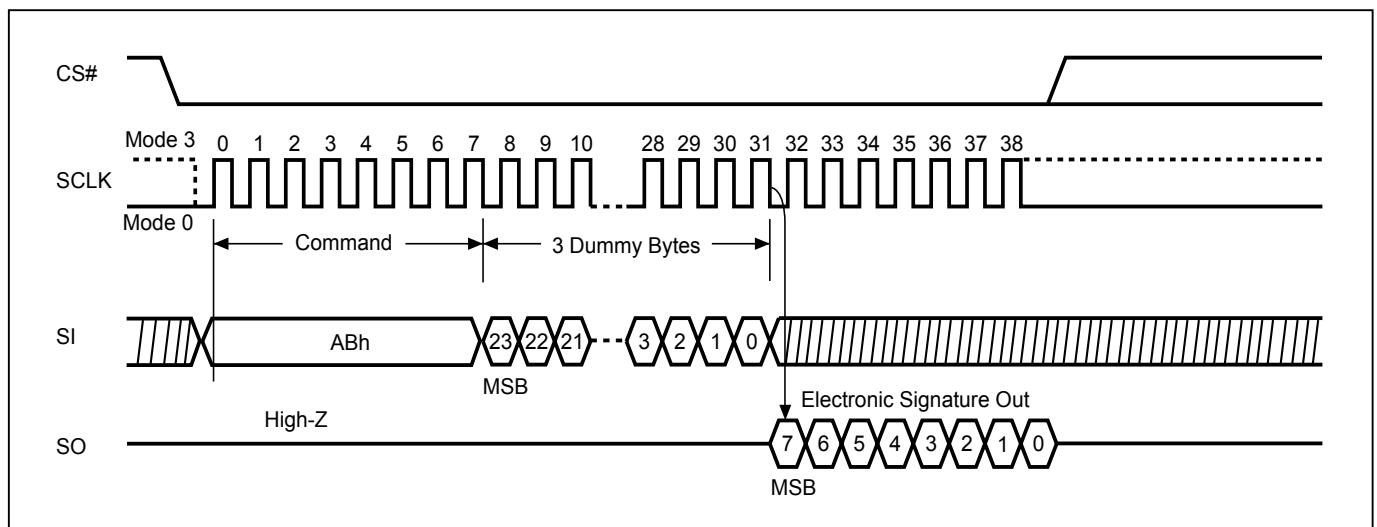 CS#
Mode 3
0 1 2 3 4 5 6 7 8 9 10 28 29 30 31 32 33 34 35 36 37 38
SCLK
Mode 0
Command
3 Dummy Bytes
SI
ABh
23 22 21 3 2 1 0
MSB
Electronic Signature Out
High-Z
SO
7 6 5 4 3 2 1 0
MSB